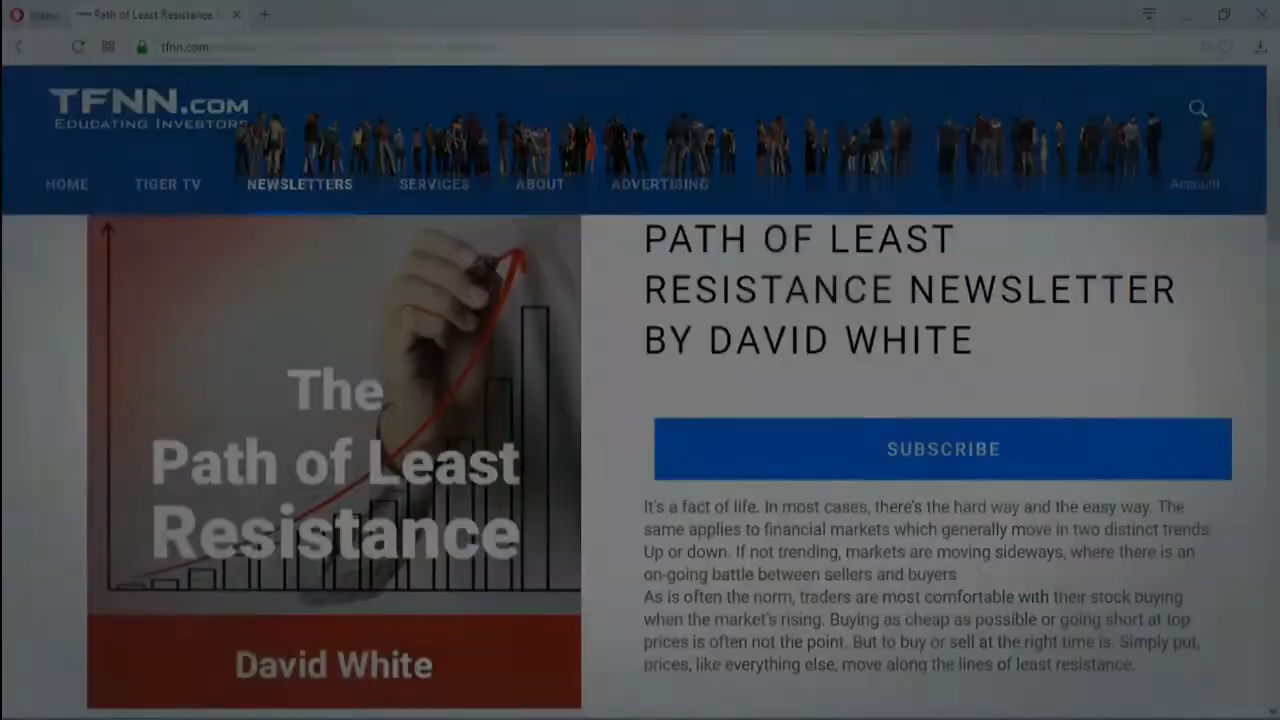 Menu
Path of Least Resistance
tfnn.com
TFNN.COM
EDUCATING INVESTORS
HOME
TIGER TV
NEWSLETTERS
SERVICES
ABOUT
ADVERTISING
Account
The
Path of Least
Resistance
David White
PATH OF LEAST
RESISTANCE NEWSLETTER
BY DAVID WHITE
SUBSCRIBE
It's a fact of life. In most cases, there's the hard way and the easy way. The
same applies to financial markets which generally move in two distinct trends.
Up or down. If not trending, markets are moving sideways, where there is an
on-going battle between sellers and buyers
As is often the norm, traders are most comfortable with their stock buying
when the market's rising. Buying as cheap as possible or going short at top
prices is often not the point. But to buy or sell at the right time is. Simply put,
prices, like everything else, move along the lines of least resistance.